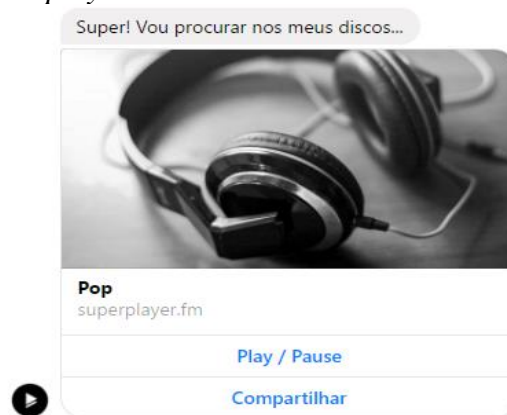 Super! Vou procurar nos meus discos...
Pop
superplayer.fm
Play / Pause
Compartilhar